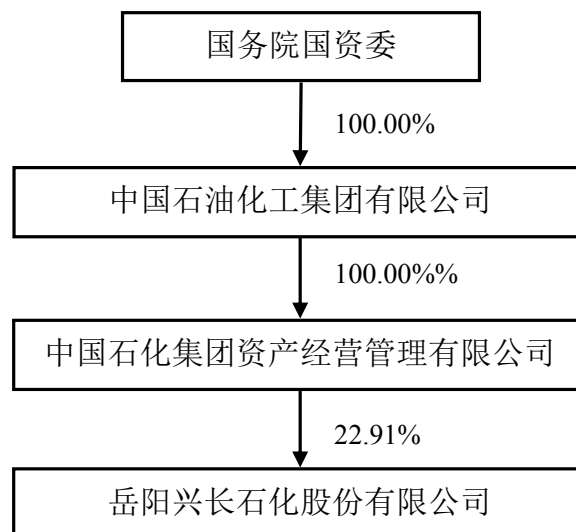 国务院国资委
100.00%
中国石油化工集团有限公司
100.00%%
中国石化集团资产经营管理有限公司
22.91%
岳阳兴长石化股份有限公司